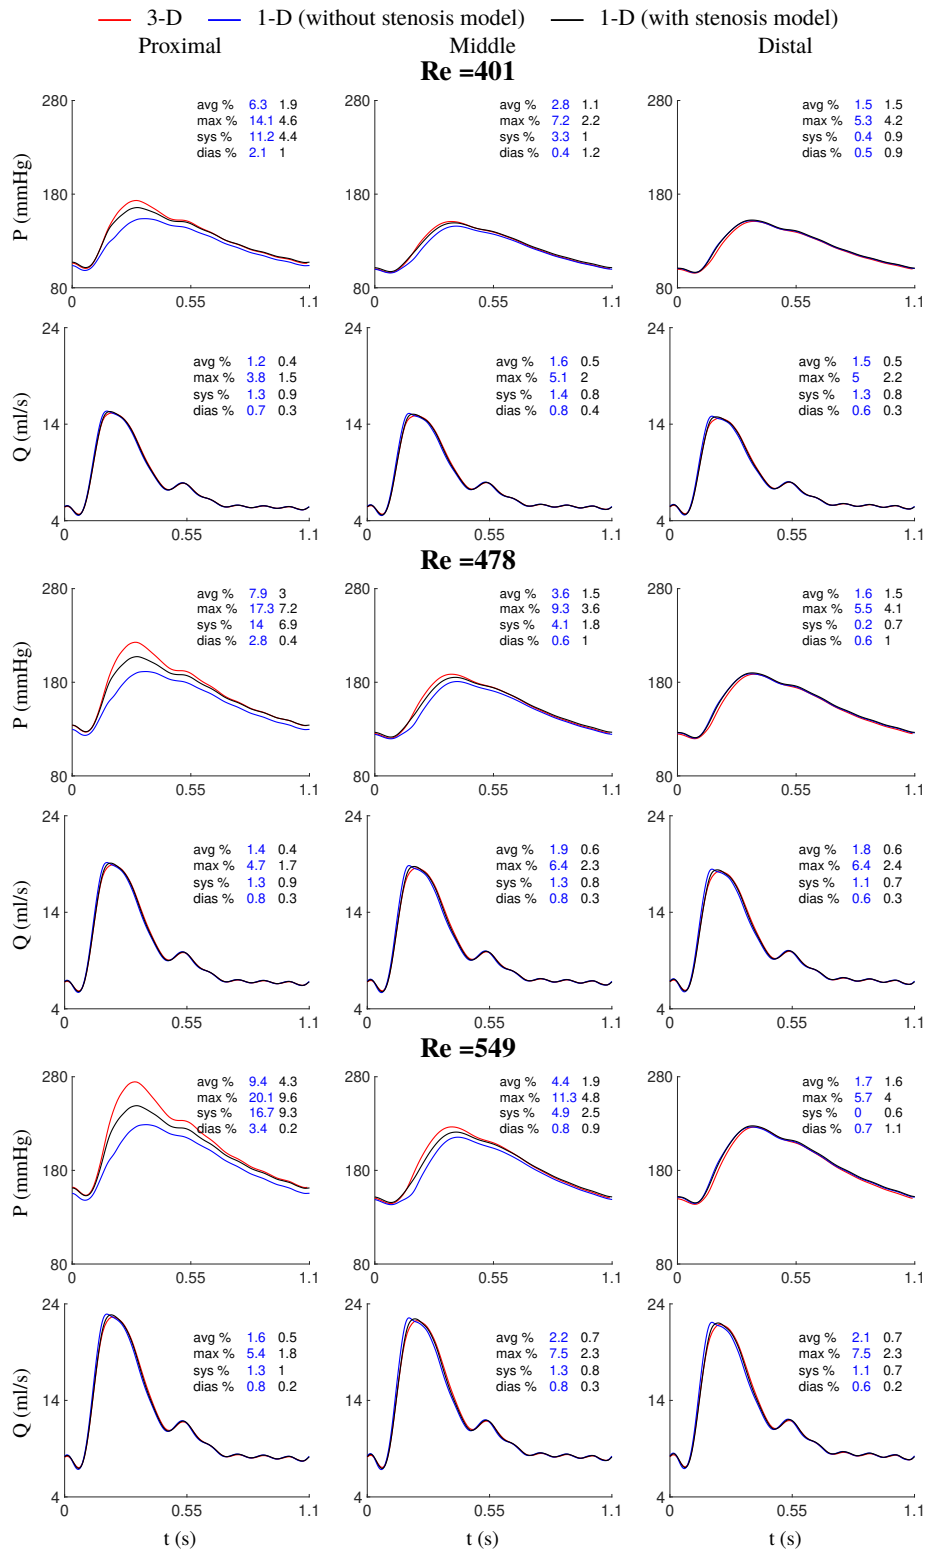 3-D 1-D (without stenosis model) 1-D (with stenosis model)
Proximal Middle Distal
Re =401
280 180 80
P (mmHg)
avg % 6.3 1.9
max % 14.1 4.6
sys % 11.2 4.4
dias % 2.1 1
0 0.55 1.1
280 180 80
avg % 2.8 1.1
max % 7.2 2.2
sys % 3.3 1
dias % 0.4 1.2
0 0.55 1.1
280 180 80
avg % 1.5 1.5
max % 5.3 4.2
sys % 0.4 0.9
dias % 0.5 0.9
0 0.55 1.1
24 14 4
Q (ml/s)
avg % 1.2 0.4
max % 3.8 1.5
sys % 1.3 0.9
dias % 0.7 0.3
0 0.55 1.1
24 14 4
avg % 1.6 0.5
max % 5.1 2
sys % 1.4 0.8
dias % 0.8 0.4
0 0.55 1.1
24 14 4
avg % 1.5 0.5
max % 5 2.2
sys % 1.3 0.8
dias % 0.6 0.3
0 0.55 1.1
Re =478
280 180 80
P (mmHg)
avg % 7.9 3
max % 17.3 7.2
sys % 14 6.9
dias % 2.8 0.4
0 0.55 1.1
280 180 80
avg % 3.6 1.5
max % 9.3 3.6
sys % 4.1 1.8
dias % 0.6 1
0 0.55 1.1
280 180 80
avg % 1.6 1.5
max % 5.5 4.1
sys % 0.2 0.7
dias % 0.6 1
0 0.55 1.1
24 14 4
Q (ml/s)
avg % 1.4 0.4
max % 4.7 1.7
sys % 1.3 0.9
dias % 0.8 0.3
0 0.55 1.1
24 14 4
avg % 1.9 0.6
max % 6.4 2.3
sys % 1.3 0.8
dias % 0.8 0.3
0 0.55 1.1
24 14 4
avg % 1.8 0.6
max % 6.4 2.4
sys % 1.1 0.7
dias % 0.6 0.3
0 0.55 1.1
Re =549
280 180 80
P (mmHg)
avg % 9.4 4.3
max % 20.1 9.6
sys % 16.7 9.3
dias % 3.4 0.2
0 0.55 1.1
280 180 80
avg % 4.4 1.9
max % 11.3 4.8
sys % 4.9 2.5
dias % 0.8 0.9
0 0.55 1.1
280 180 80
avg % 1.7 1.6
max % 5.7 4
sys % 0 0.6
dias % 0.7 1.1
0 0.55 1.1
24 14 4
Q (ml/s)
avg % 1.6 0.5
max % 5.4 1.8
sys % 1.3 1
dias % 0.8 0.2
0 0.55 1.1
t (s)
24 14 4
avg % 2.2 0.7
max % 7.5 2.3
sys % 1.3 0.8
dias % 0.8 0.3
0 0.55 1.1
t (s)
24 14 4
avg % 2.1 0.7
max % 7.5 2.3
sys % 1.1 0.7
dias % 0.6 0.2
0 0.55 1.1
t (s)